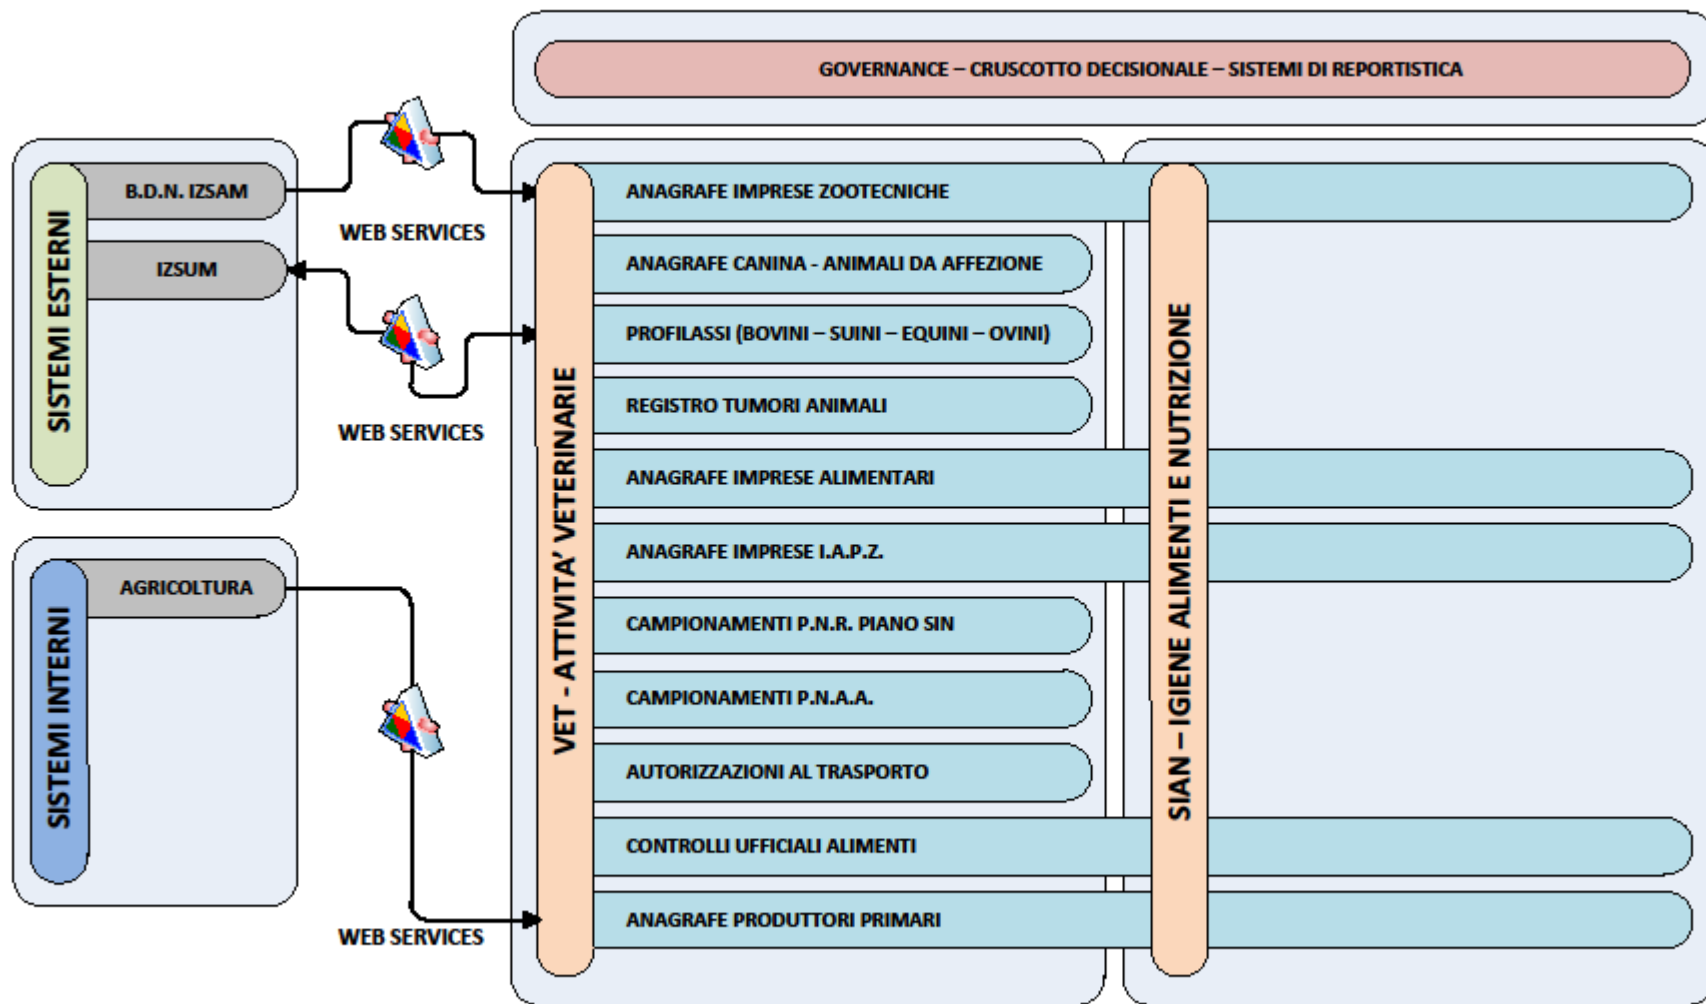 GOVERNANCE – CRUSCOTTO DECISIONALE – SISTEMI DI REPORTISTICA
SISTEMI ESTERNI
B.D.N. IZSAM
IZSUM
WEB SERVICES
WEB SERVICES
SISTEMI INTERNI
AGRICOLTURA
WEB SERVICES
VET - ATTIVITA’ VETERINARIE
ANAGRAFE IMPRESE ZOOTECNICHE
ANAGRAFE CANINA - ANIMALI DA AFFEZIONE
PROFILASSI (BOVINI – SUINI – EQUINI – OVINI)
REGISTRO TUMORI ANIMALI
ANAGRAFE IMPRESE ALIMENTARI
ANAGRAFE IMPRESE I.A.P.Z.
CAMPIONAMENTI P.N.R. PIANO SIN
CAMPIONAMENTI P.N.A.A.
AUTORIZZAZIONI AL TRASPORTO
CONTROLLI UFFICIALI ALIMENTI
ANAGRAFE PRODUTTORI PRIMARI
SIAN – IGIENE ALIMENTI E NUTRIZIONE